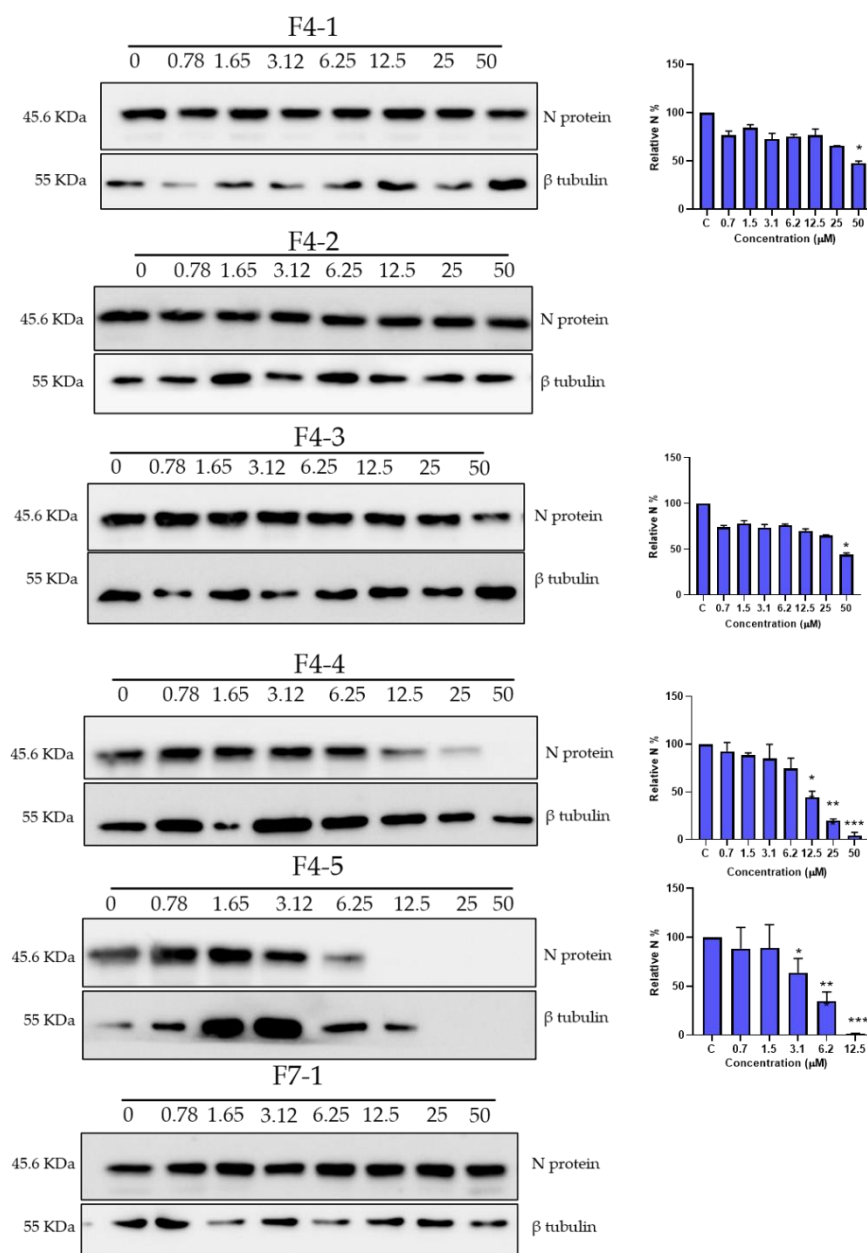 F4-1
0 0.78 1.65 3.12 6.25 12.5 25 50
45.6 KDa N protein
55 KDa β tubulin
150
100
50
0
Relative N %
C 0.7 1.5 3.1 6.2 12.5 25 50
*
Concentration (μM)
F4-2
0 0.78 1.65 3.12 6.25 12.5 25 50
45.6 KDa N protein
55 KDa β tubulin
F4-3
0 0.78 1.65 3.12 6.25 12.5 25 50
45.6 KDa N protein
55 KDa β tubulin
150
100
50
0
Relative N %
*
C 0.7 1.5 3.1 6.2 12.5 25 50
Concentration (μM)
F4-4
0 0.78 1.65 3.12 6.25 12.5 25 50
45.6 KDa N protein
55 KDa β tubulin
150
100
50
0
Relative N %
* ** ***
C 0.7 1.5 3.1 6.2 12.5 25 50
Concentration (μM)
F4-5
0 0.78 1.65 3.12 6.25 12.5 25 50
45.6 KDa N protein
55 KDa β tubulin
150
100
50
0
Relative N %
* ** ***
C 0.7 1.5 3.1 6.2 12.5
Concentration (μM)
F7-1
0 0.78 1.65 3.12 6.25 12.5 25 50
45.6 KDa N protein
55 KDa β tubulin